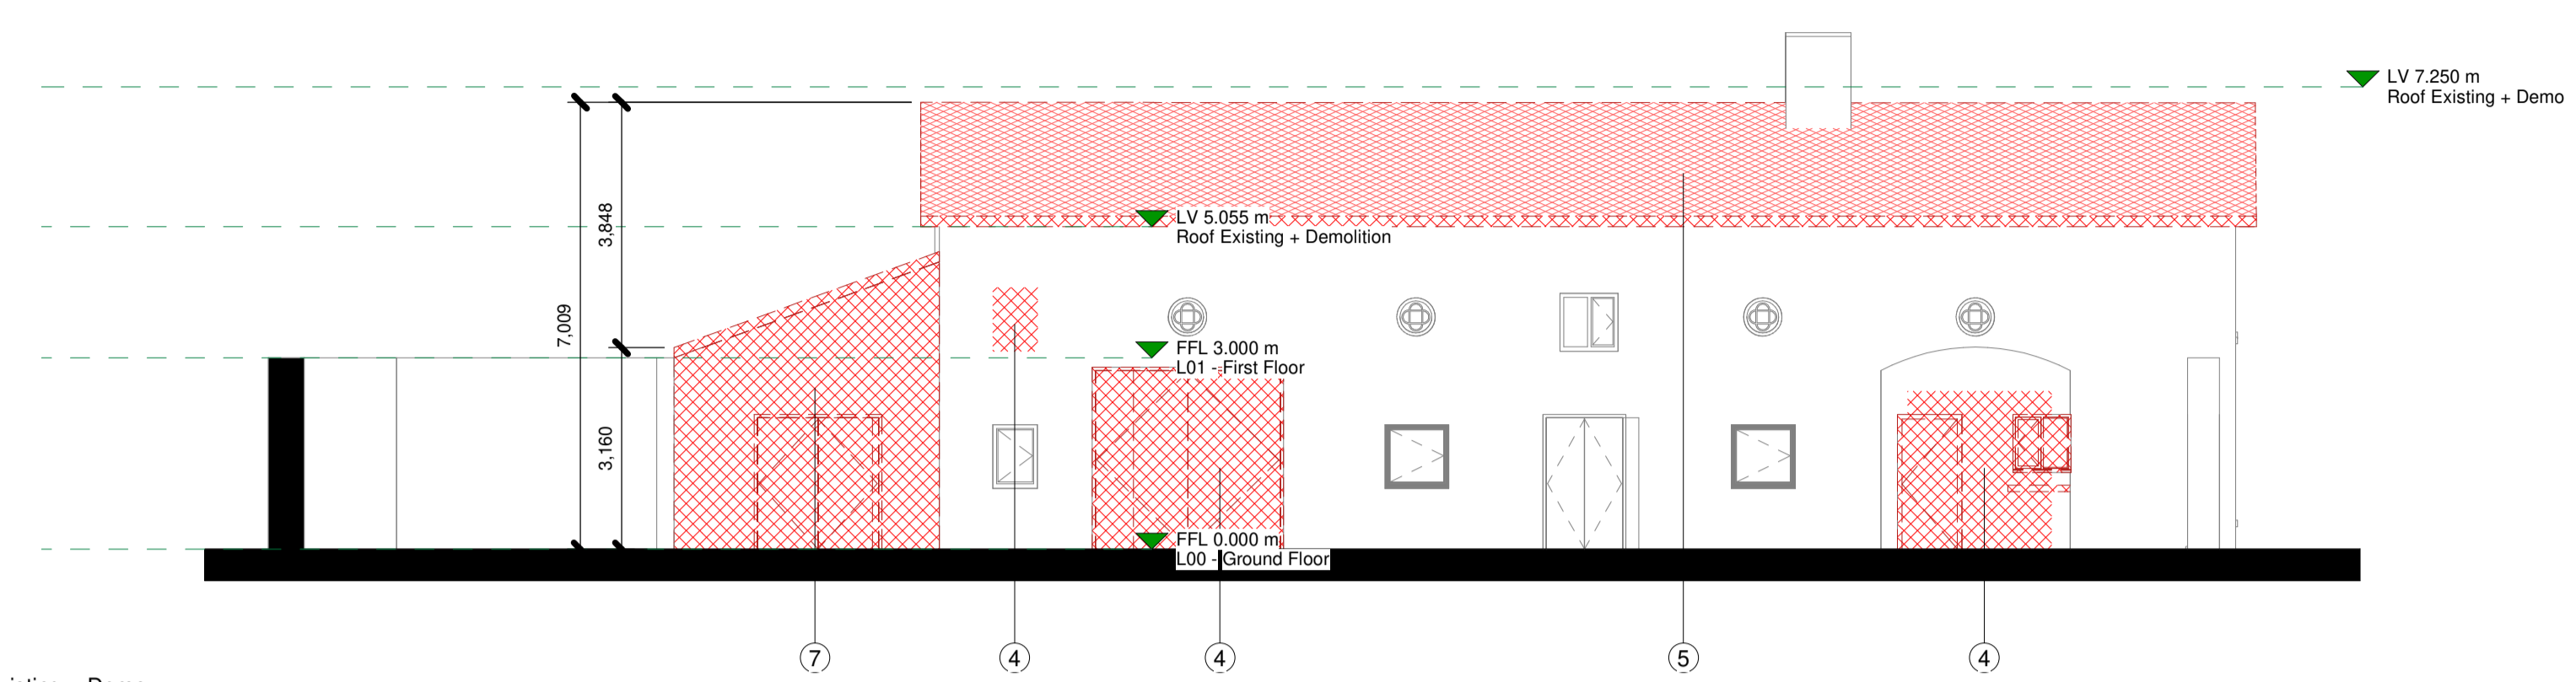 LV 7.250 m
Roof Existing + Demo
LV 5.055 m
Roof Existing + Demolition
3,848
7,009
FFL 3.000 m
L01 - First Floor
3,160
FFL 0.000 m
L00 - Ground Floor
7
4
4
5
4